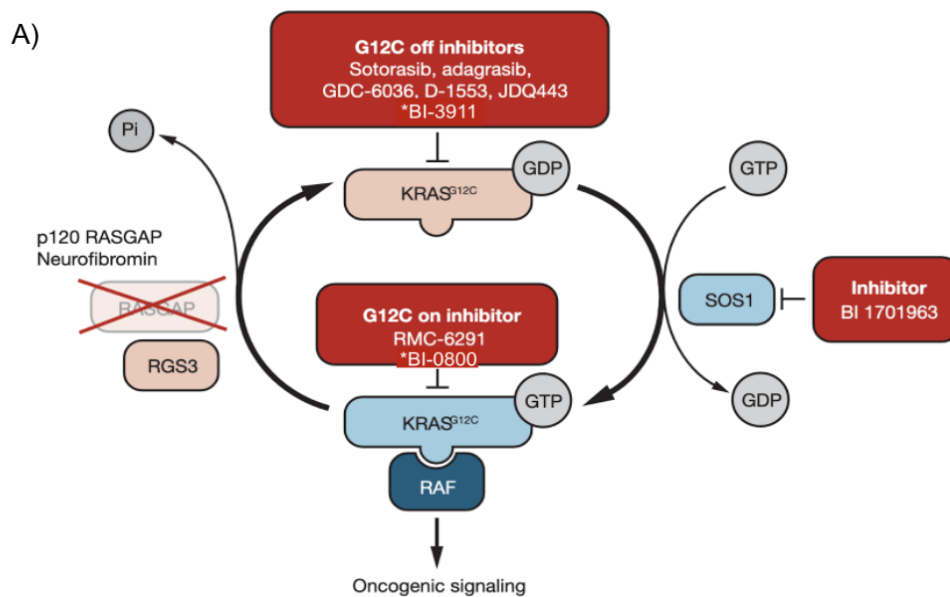 A)
G12C off inhibitors
Sotorasib, adagrasib,
GDC-6036, D-1553, JDQ443
*BI-3911
Pi
GDP
GTP
KRASG12C
p120 RASGAP
Neurofibromin
RASGAP
RGS3
G12C on inhibitor
RMC-6291
*BI-0800
SOS1
Inhibitor
BI 1701963
GTP
GDP
KRASG12C
RAF
Oncogenic signaling